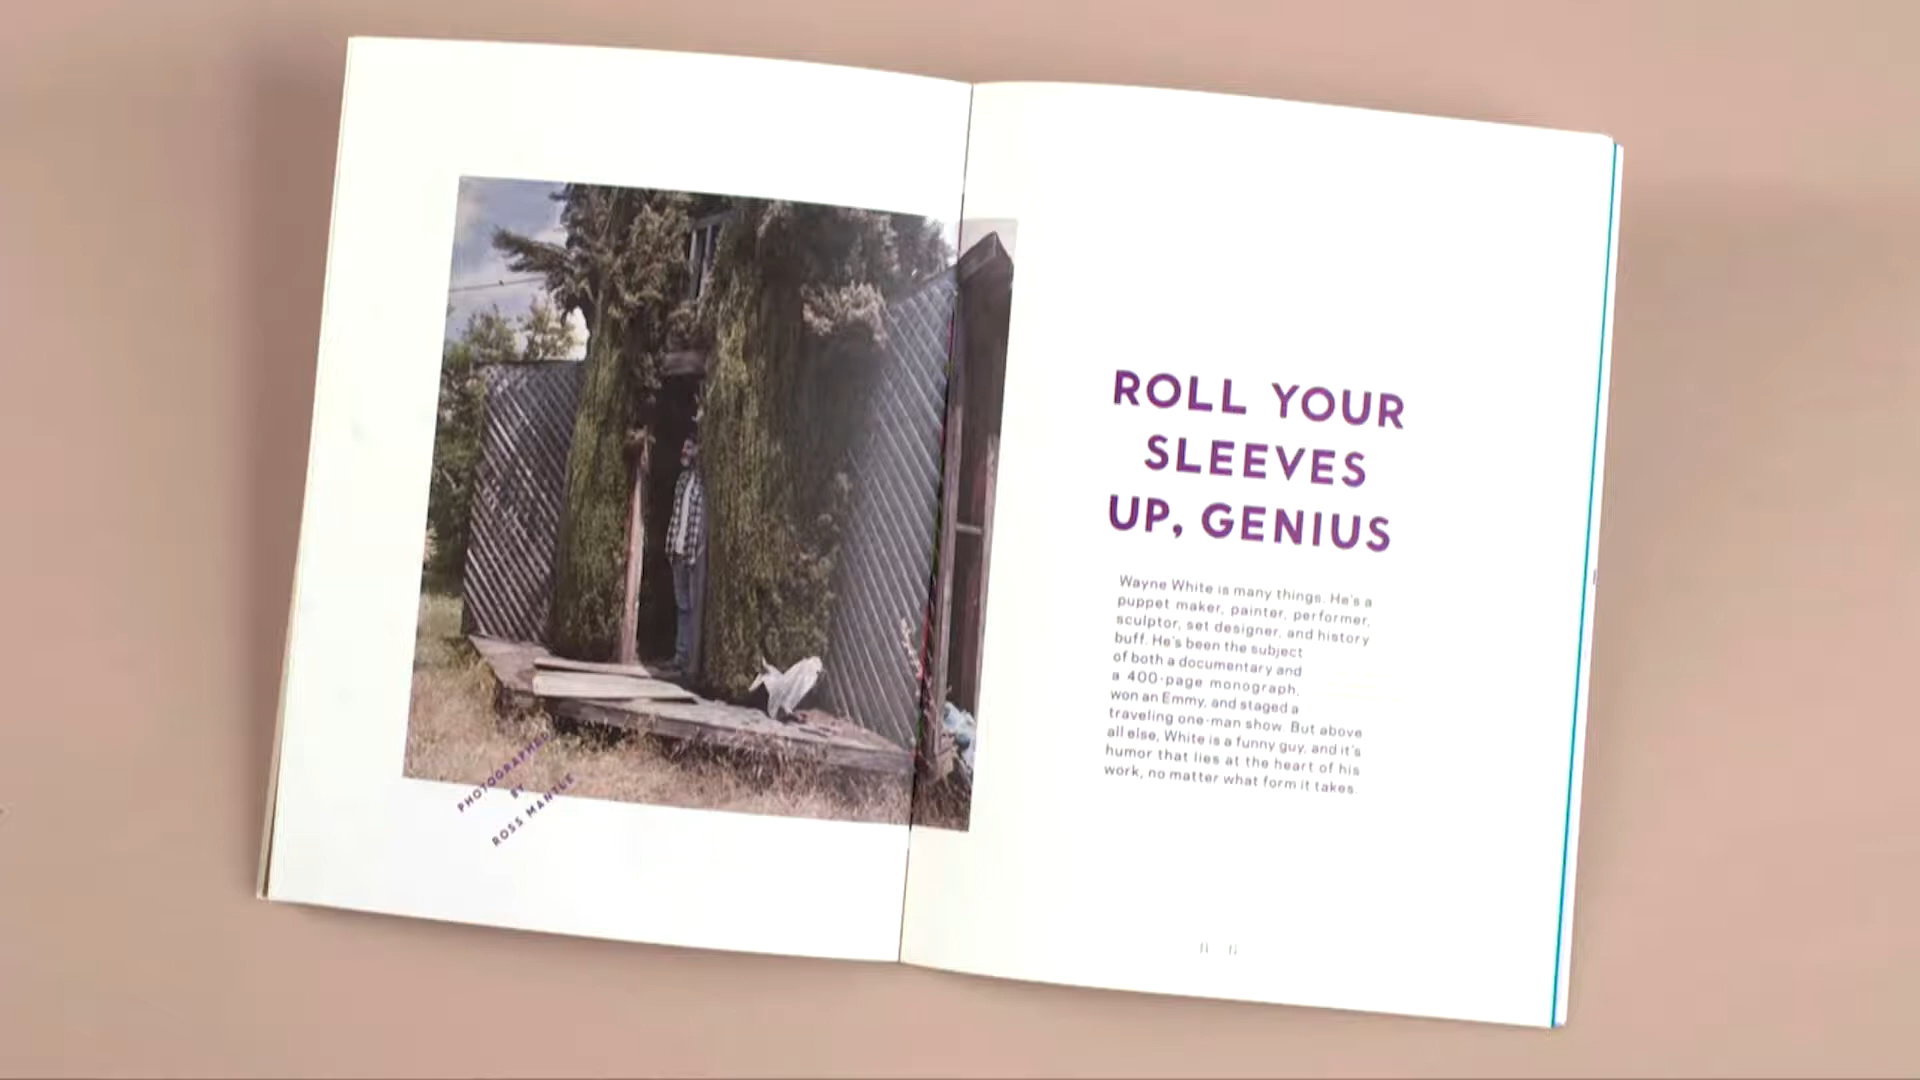 PHOTOGRAPHED
BY
ROSS MANTLE
ROLL YOUR
SLEEVES
UP, GENIUS
Wayne White is many things. He's a
puppet maker, painter, performer,
sculptor, set designer, and history
buff. He's been the subject
of both a documentary and
a 400-page monograph,
won an Emmy, and staged a
traveling one-man show. But above
all else, White is a funny guy, and it's
humor that lies at the heart of his
work, no matter what form it takes.